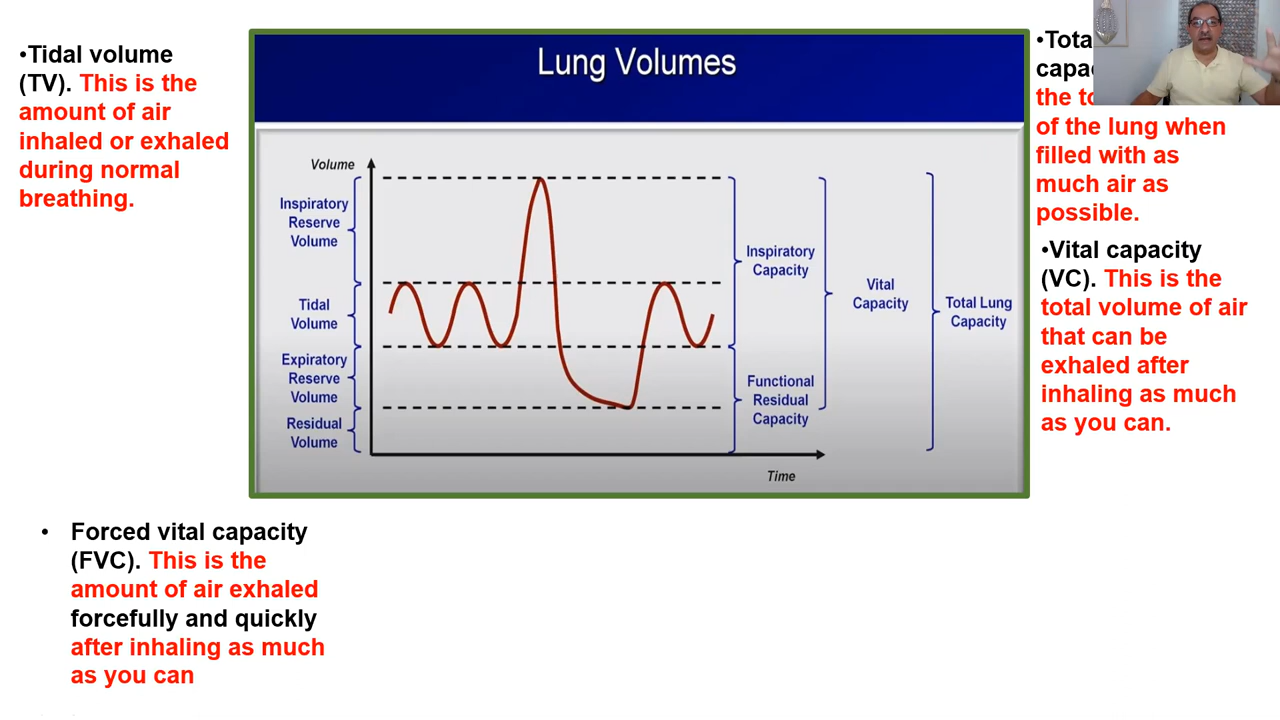 •Tidal volume
(TV). This is the
amount of air
inhaled or exhaled
during normal
breathing.
Lung Volumes
Volume
Inspiratory
Reserve
Volume
Tidal
Volume
Expiratory
Reserve
Volume
Residual
Volume
Inspiratory
Capacity
Functional
Residual
Capacity
Vital
Capacity
Total Lung
Capacity
Time
the
of the lung when
filled with as
much air as
possible.
•Vital capacity
(VC). This is the
total volume of air
that can be
exhaled after
inhaling as much
as you can.
• Forced vital capacity
(FVC). This is the
amount of air exhaled
forcefully and quickly
after inhaling as much
as you can